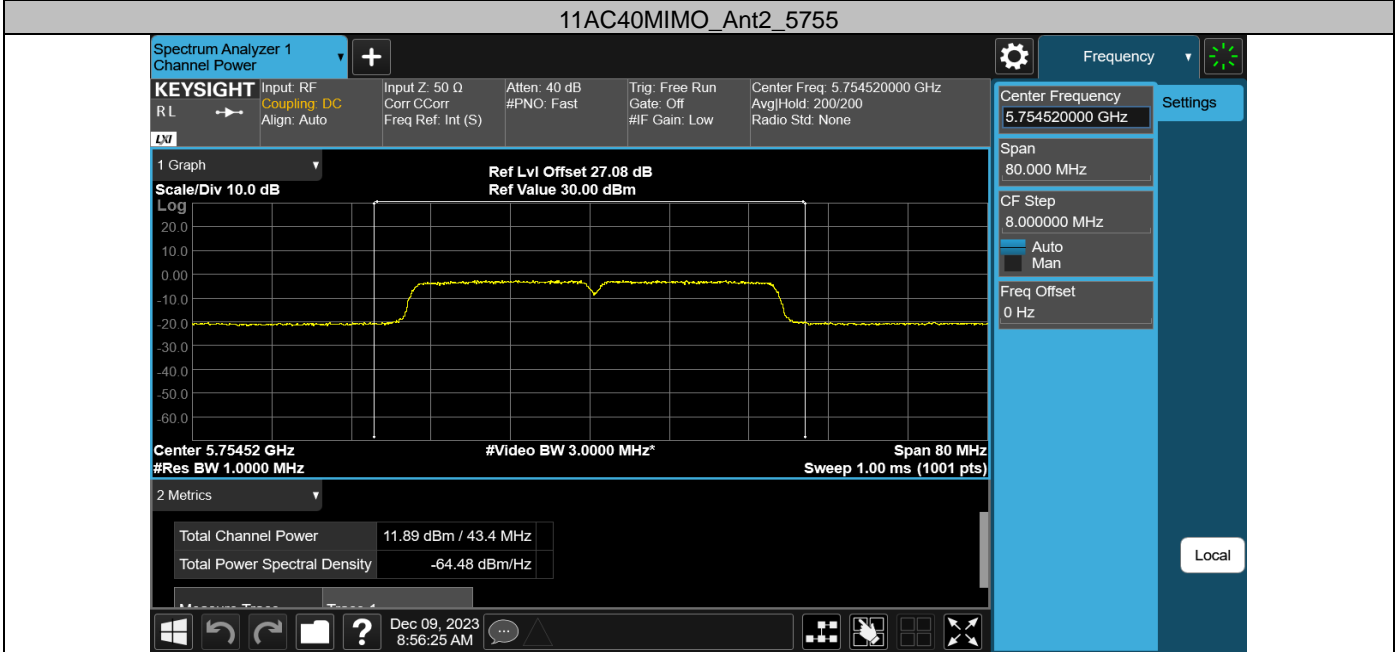 11AC40MIMO_Ant2_5755
Spectrum Analyzer 1
Channel Power
Frequency
KEYSIGHT
RL
LXI
Input: RF
Coupling: DC
Align: Auto
Input Z: 50 Ω
Corr CCorr
Freq Ref: Int (S)
Atten: 40 dB
#PNO: Fast
Trig: Free Run
Gate: Off
#IF Gain: Low
Center Freq: 5.754520000 GHz
Avg|Hold: 200/200
Radio Std: None
Center Frequency
5.754520000 GHz
Settings
Span
80.000 MHz
CF Step
8.000000 MHz
Auto
Man
Freq Offset
0 Hz
Local
1 Graph
Scale/Div 10.0 dB
Ref Lvl Offset 27.08 dB
Ref Value 30.00 dBm
Log
20.0
10.0
0.00
-10.0
-20.0
-30.0
-40.0
-50.0
-60.0
Center 5.75452 GHz
#Video BW 3.0000 MHz*
Span 80 MHz
#Res BW 1.0000 MHz
Sweep 1.00 ms (1001 pts)
2 Metrics
Total Channel Power 11.89 dBm / 43.4 MHz
Total Power Spectral Density -64.48 dBm/Hz
Measure Trace Trace 1
Dec 09, 2023
8:56:25 AM